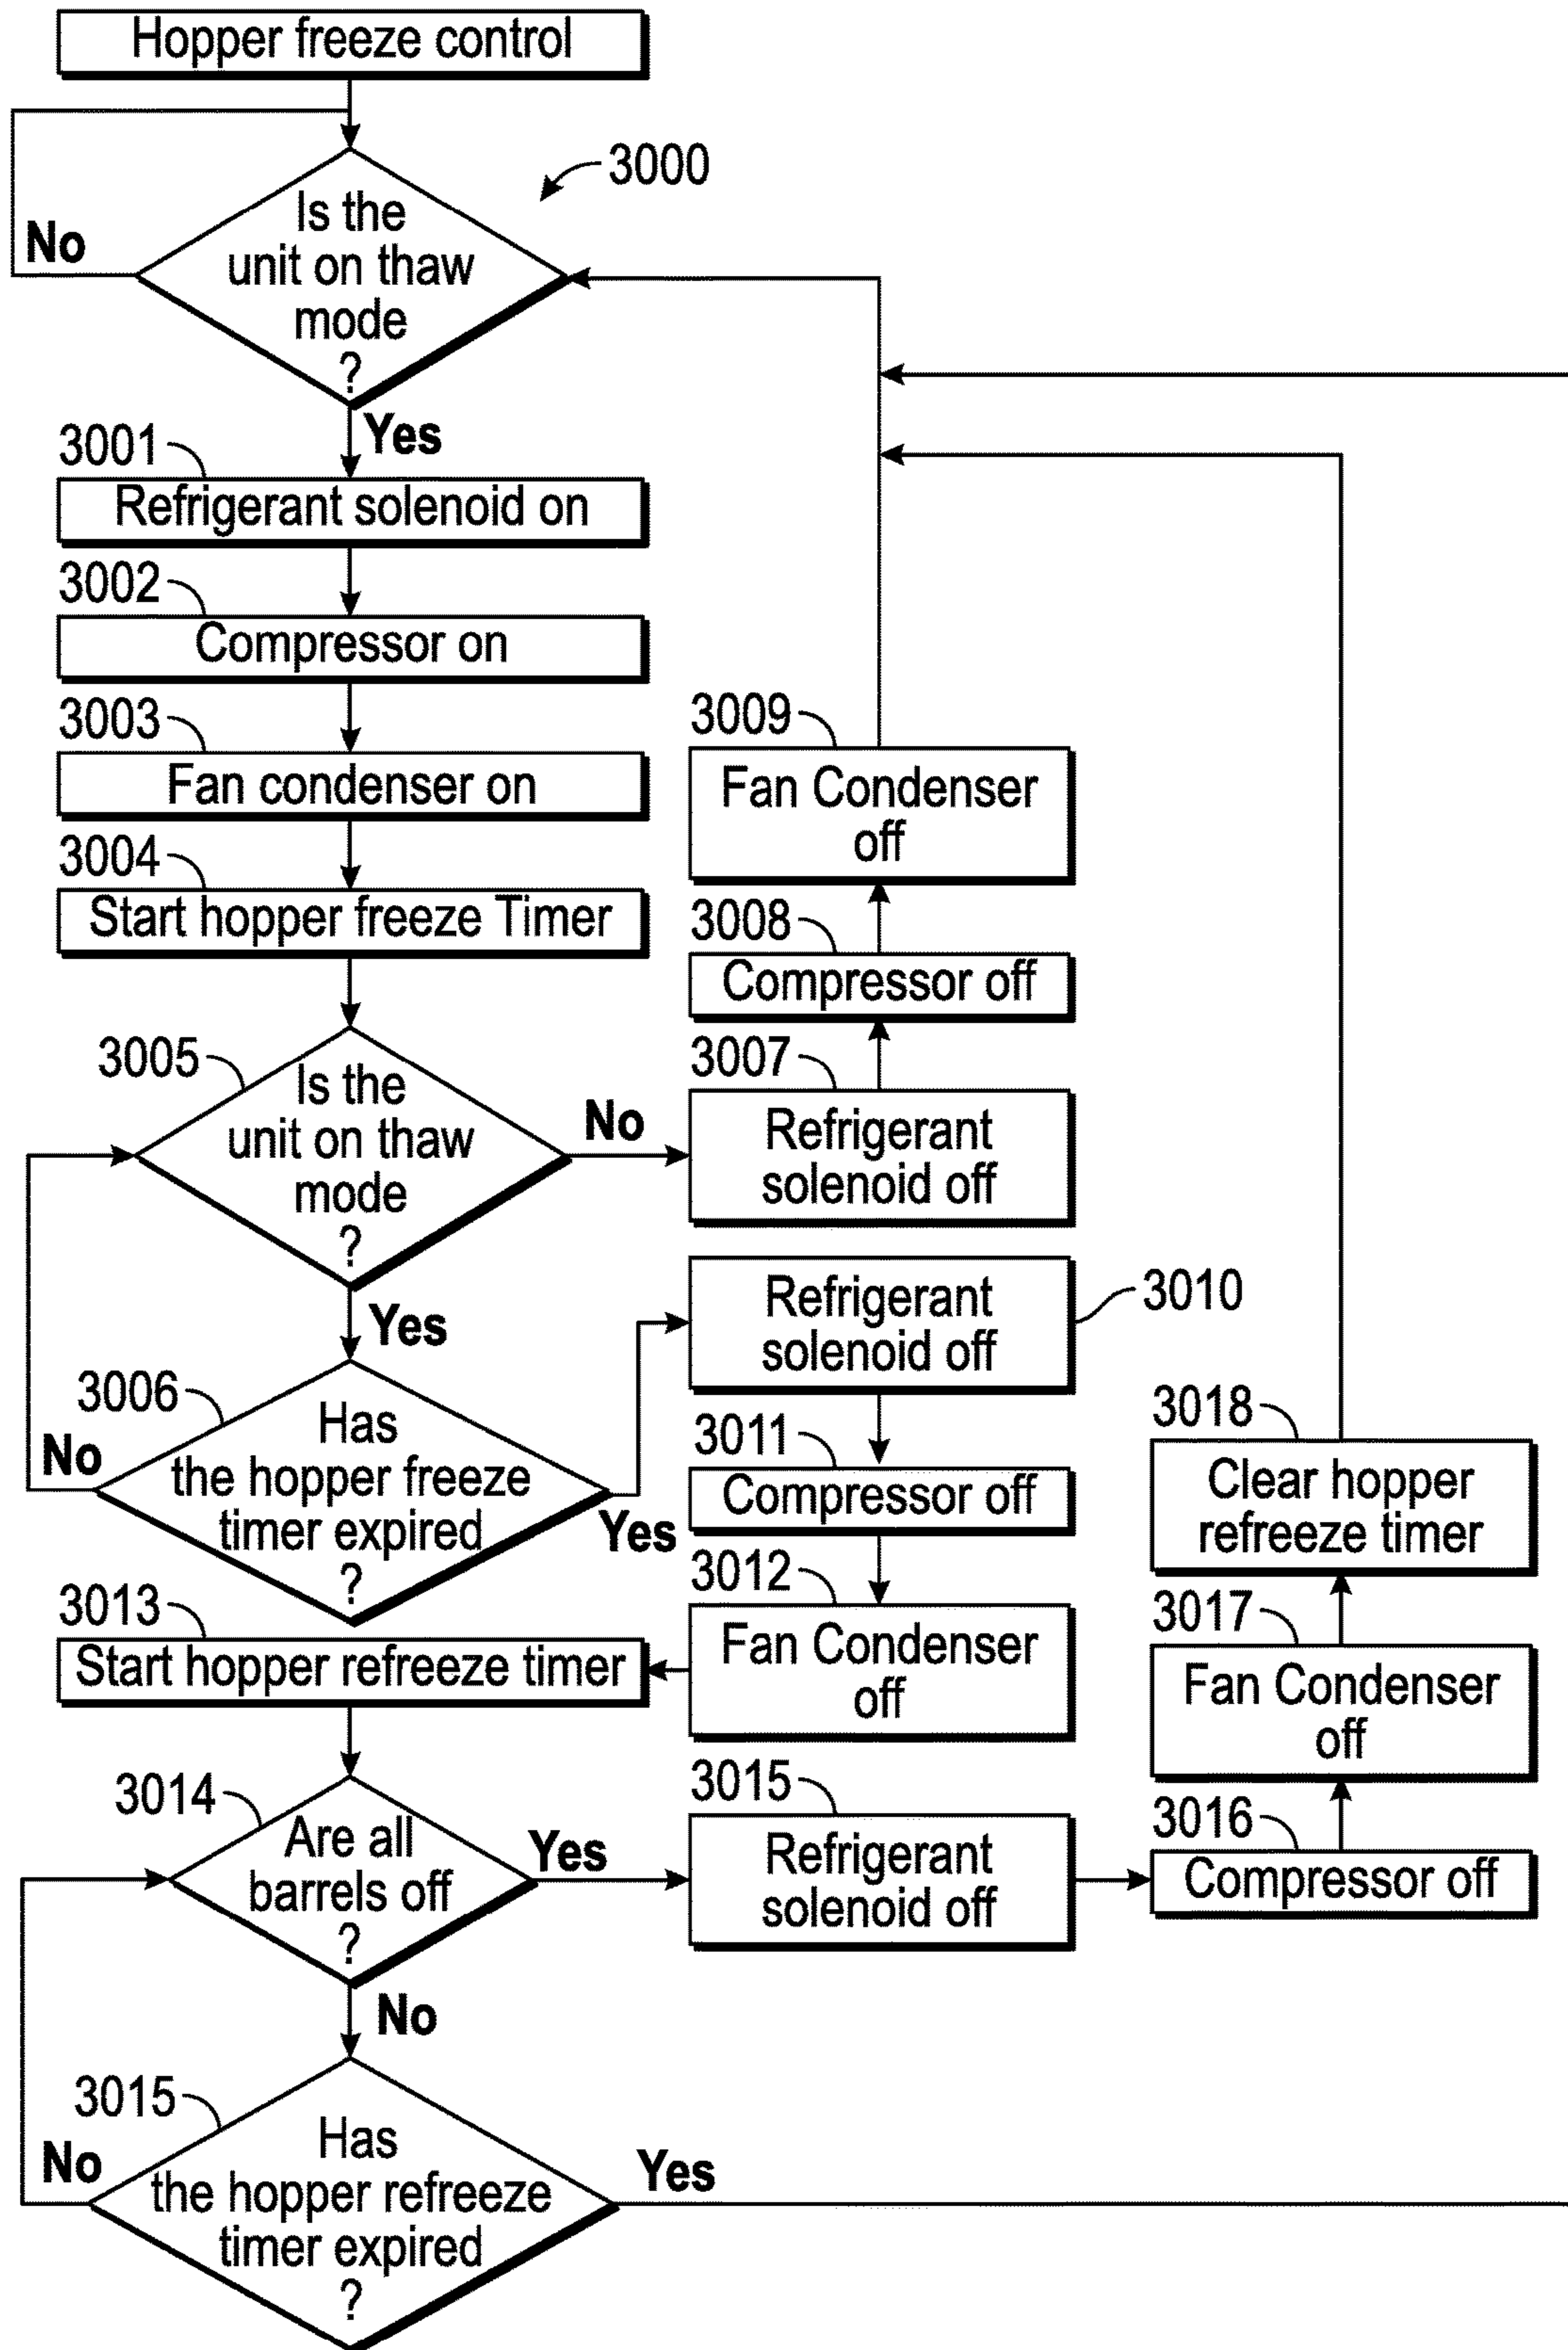 Hopper freeze control
3000
Is the
unit on thaw
mode
?
No
Yes
3001
Refrigerant solenoid on
3002
Compressor on
3003
Fan condenser on
3004
Start hopper freeze Timer
3005
Is the
unit on thaw
mode
?
No
Yes
3009
Fan Condenser
off
3008
Compressor off
3007
Refrigerant
solenoid off
3006
Has
the hopper freeze
timer expired
?
No
Yes
Refrigerant
solenoid off
3010
3011
Compressor off
3012
Fan Condenser
off
3013
Start hopper refreeze timer
3014
Are all
barrels off
?
Yes
No
3015
Refrigerant
solenoid off
3018
Clear hopper
refreeze timer
3017
Fan Condenser
off
3016
Compressor off
3015
Has
the hopper refreeze
timer expired
?
No
Yes